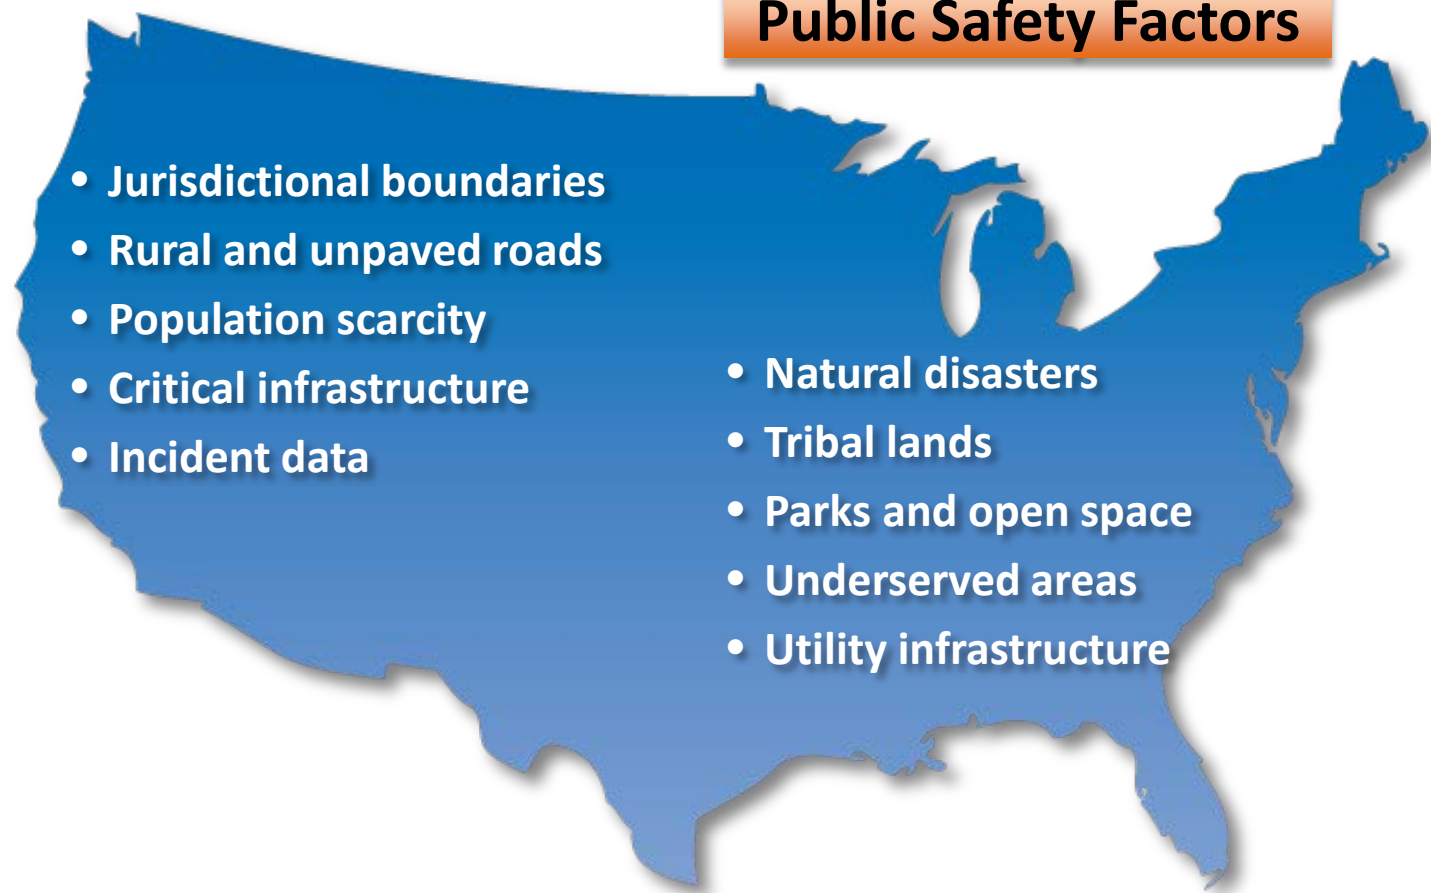 Public Safety Factors
• Jurisdictional boundaries
• Rural and unpaved roads
• Population scarcity
• Critical infrastructure
• Incident data
• Natural disasters
• Tribal lands
• Parks and open space
• Underserved areas
• Utility infrastructure